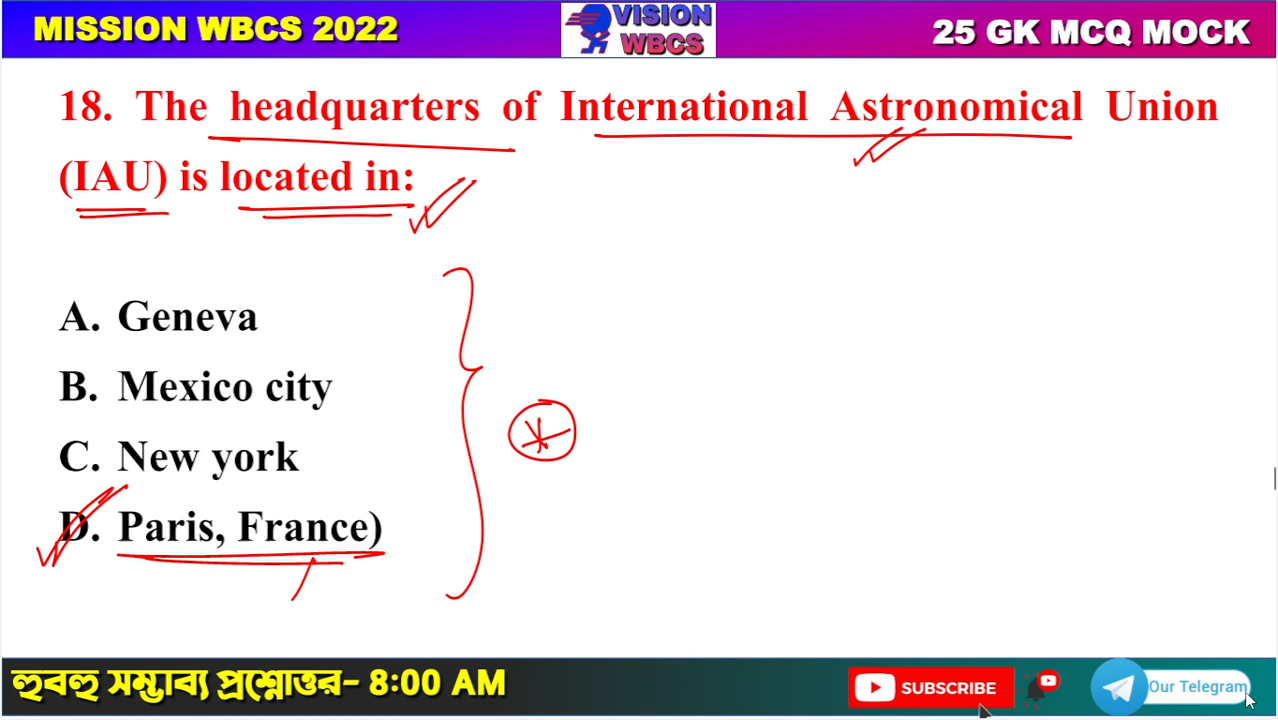 MISSION WBCS 2022
VISION
WBCS
25 GK MCQ MOCK
18. The headquarters of International Astronomical Union
(IAU) is located in:
A. Geneva
B. Mexico city
C. New york
D. Paris, France)
হুবহু সম্ভাব্য প্রশ্নোত্তর- 8:00 AM
SUBSCRIBE
Our Telegram